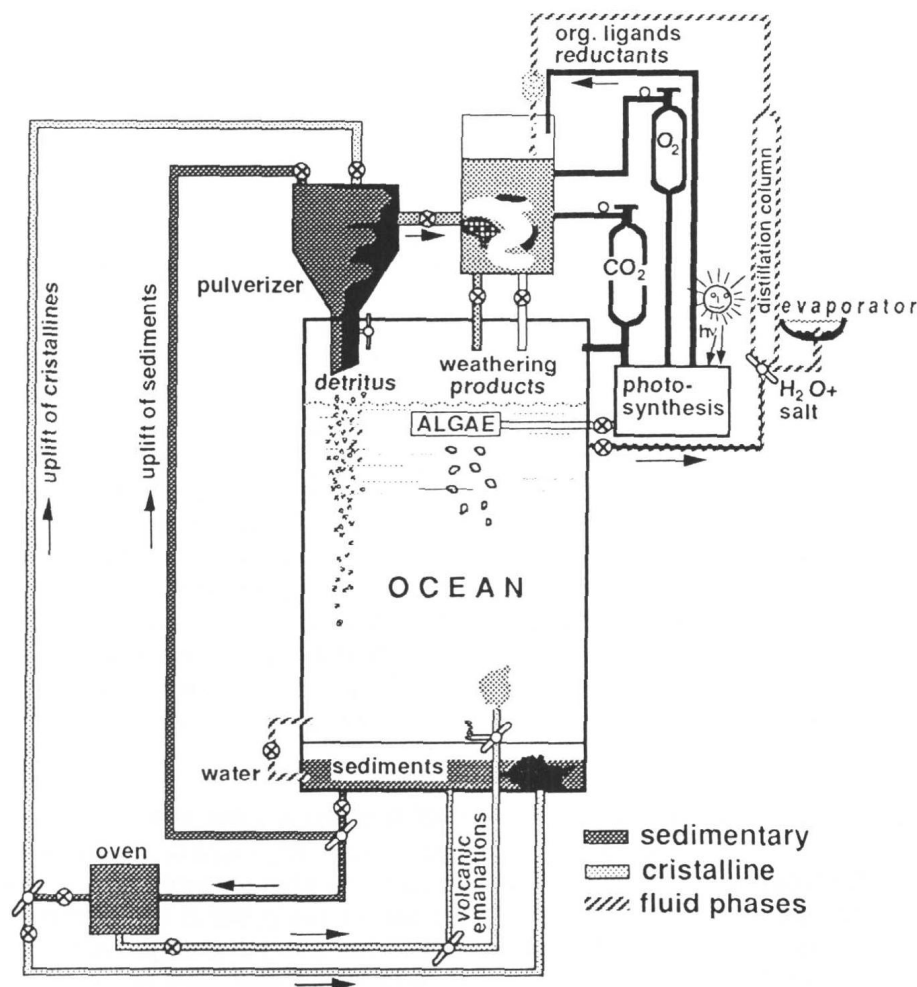 org. ligands
reductants
O2
CO2
distillation column
evaporator
hν
H2O+
salt
pulverizer
detritus
weathering
products
photo-
synthesis
ALGAE
uplift of cristallines
uplift of sediments
OCEAN
water
sediments
oven
volcanic
emanations
sedimentary
cristalline
fluid phases